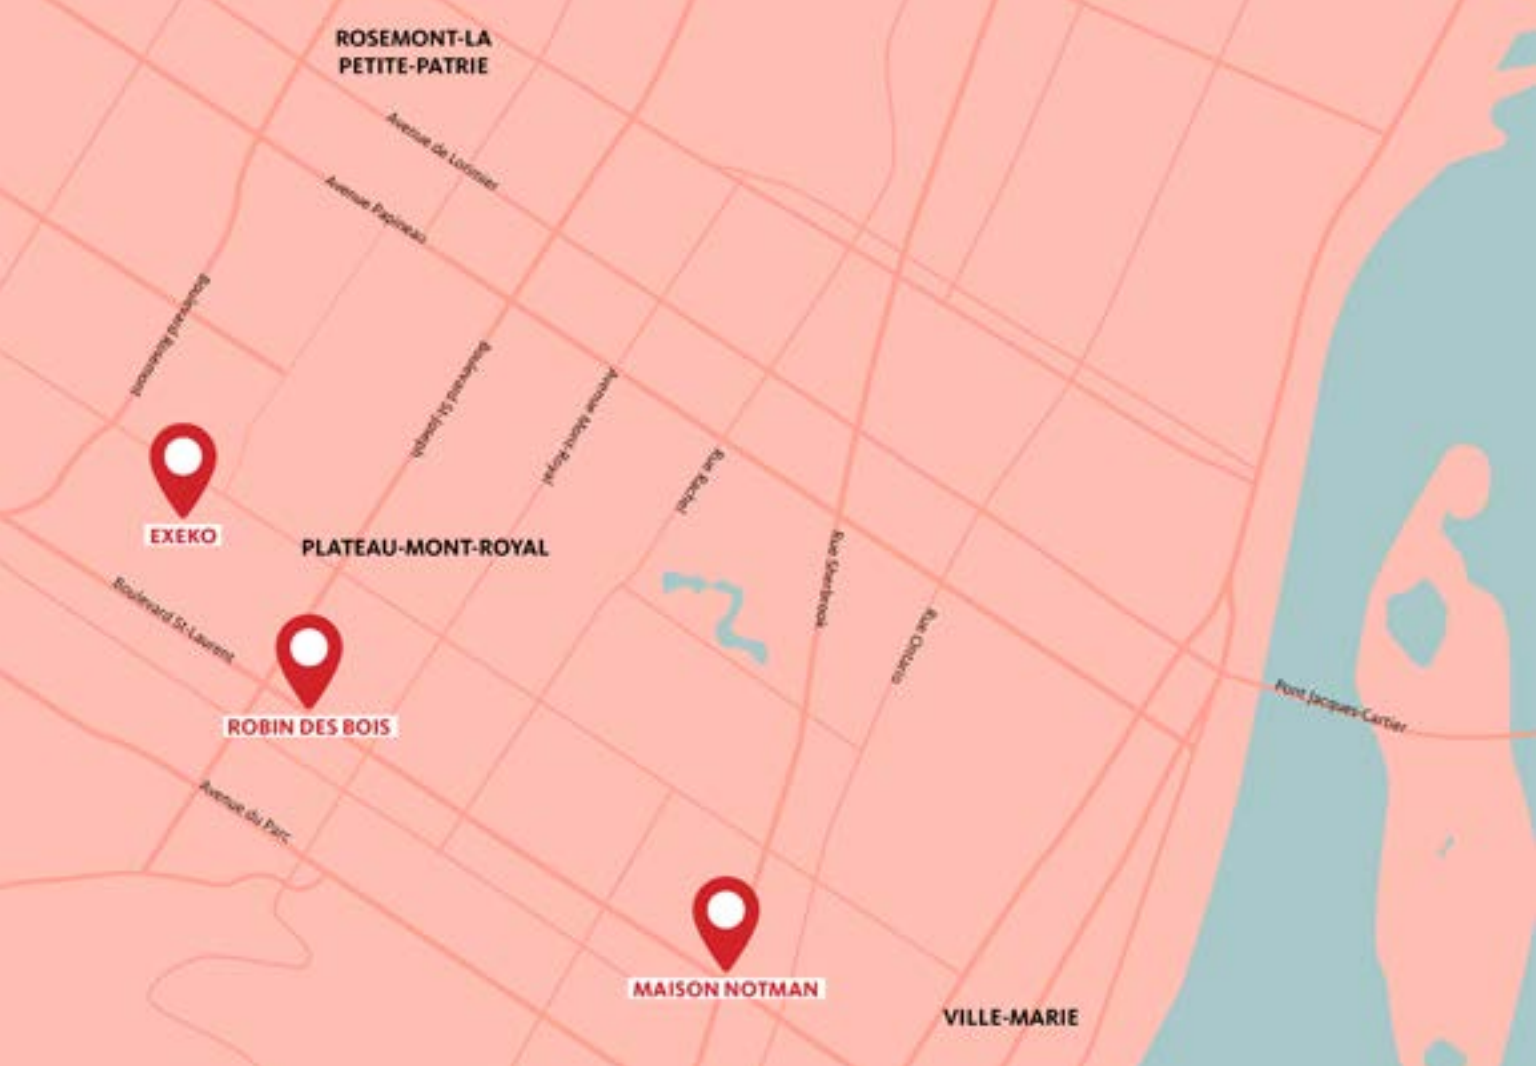 ROSEMONT-LA
PETITE-PATRIE
Avenue de Lorimier
Avenue Papineau
Boulevard Rosemont
Boulevard St-Joseph
Avenue Mont-Royal
Rue Rachel
EXEKO
PLATEAU-MONT-ROYAL
Rue Sherbrook
Boulevard St-Laurent
Rue Ontario
Pont Jacques-Cartier
ROBIN DES BOIS
Avenue du Parc
MAISON NOTMAN
VILLE-MARIE